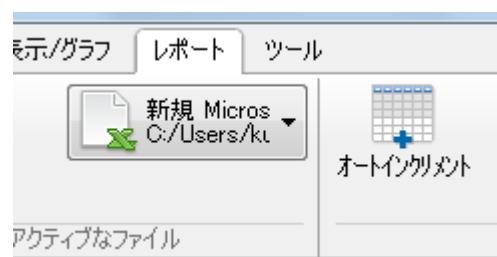 表示/グラフ
レポート
ツール
新規 Micros
C:/Users/ku
オートインクリメント
アクティブなファイル